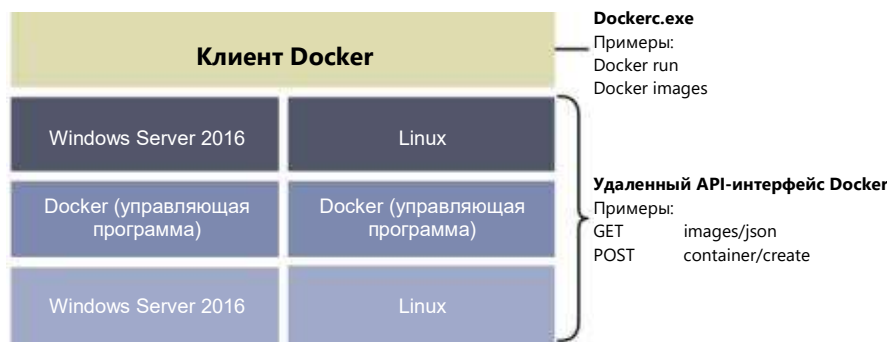 Клиент Docker
Dockerc.exe
Примеры:
Docker run
Docker images
Windows Server 2016
Linux
Docker (управляющая
программа)
Docker (управляющая
программа)
Windows Server 2016
Linux
Удаленный API-интерфейс Docker
Примеры:
GET images/json
POST container/create